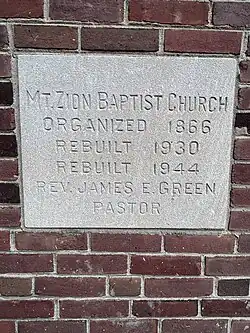 MT. ZION BAPTIST CHURCH
ORGANIZED 1866
REBUILT 1930
REBUILT 1944
REV. JAMES E. GREEN
PASTOR